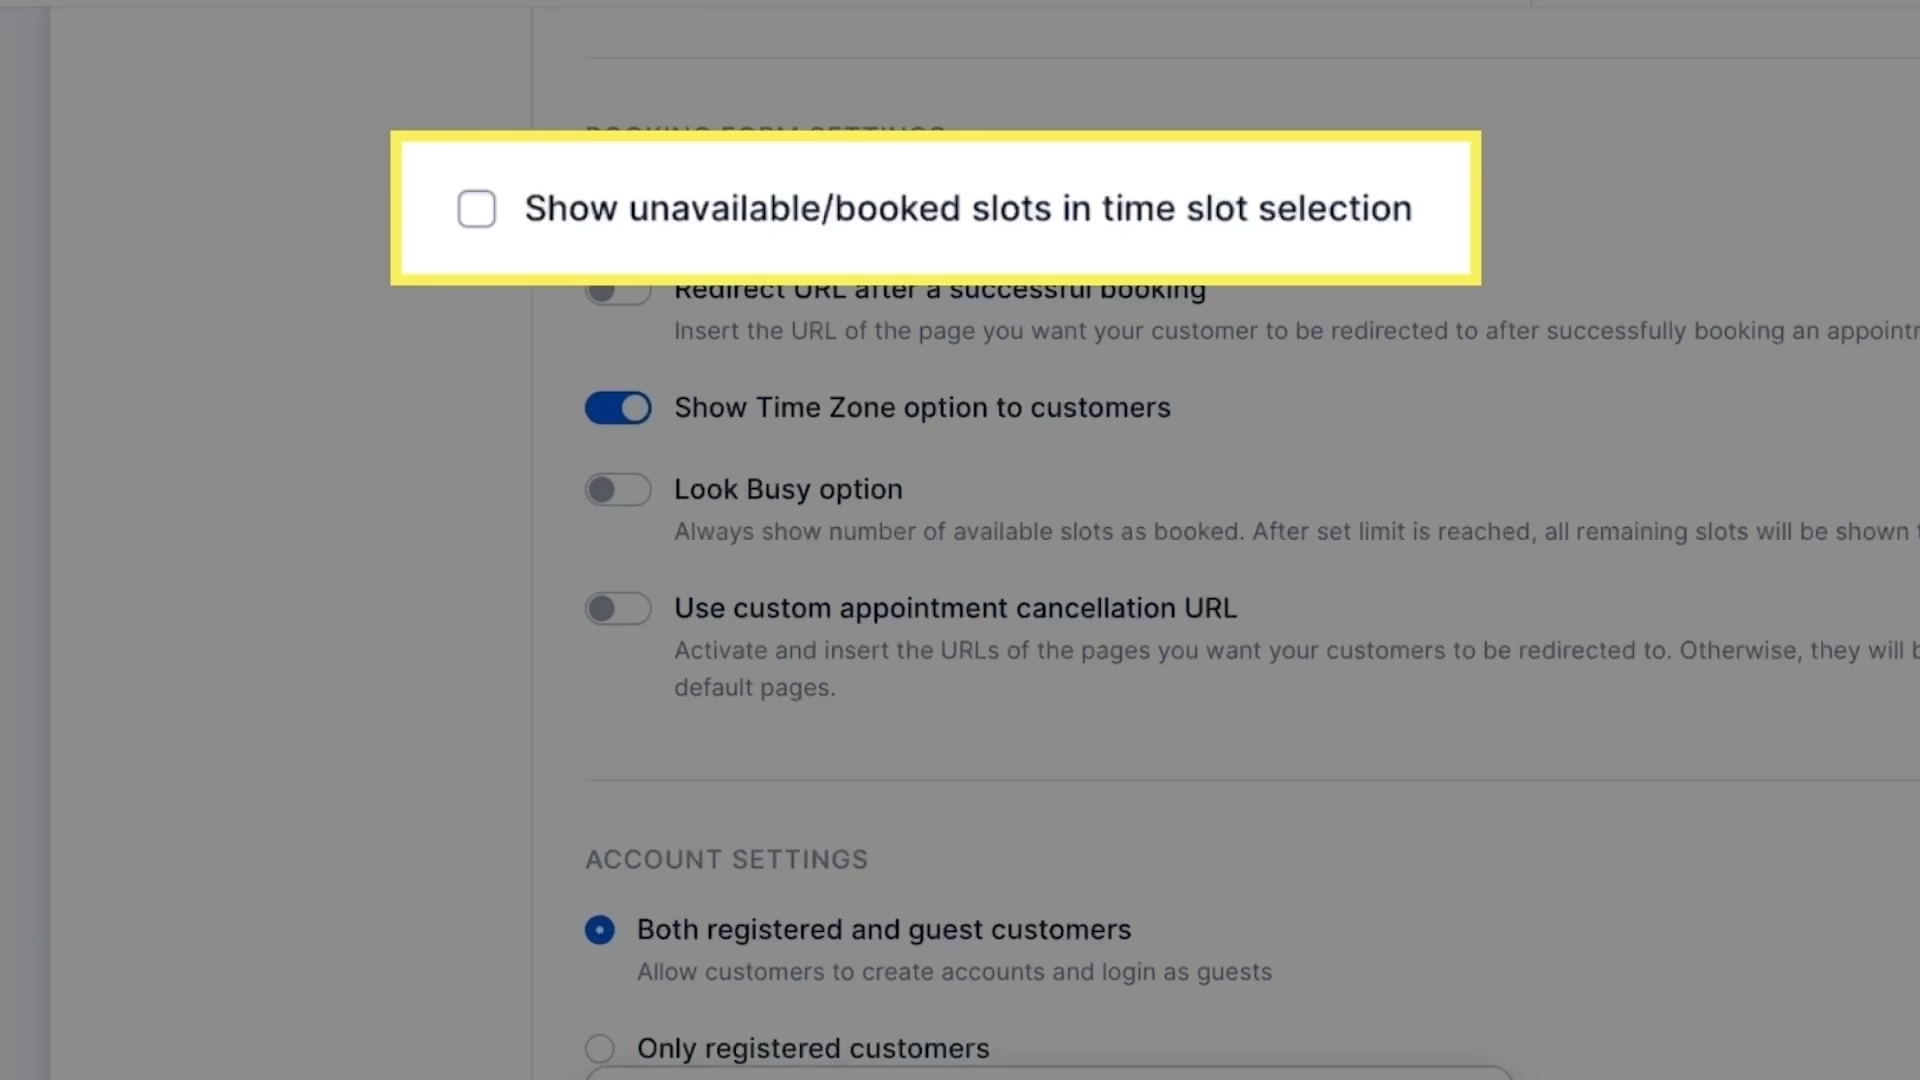 BOOKING FORM SETTINGS
Show unavailable/booked slots in time slot selection
Redirect URL after a successful booking
Insert the URL of the page you want your customer to be redirected to after successfully booking an
Show Time Zone option to customers
Look Busy option
Always show number of available slots as booked. After set limit is reached, all remaining slots will be shown
Use custom appointment cancellation URL
Activate and insert the URLs of the pages you want your customers to be redirected to. Otherwise, they will
default pages.
ACCOUNT SETTINGS
Both registered and guest customers
Allow customers to create accounts and login as guests
Only registered customers